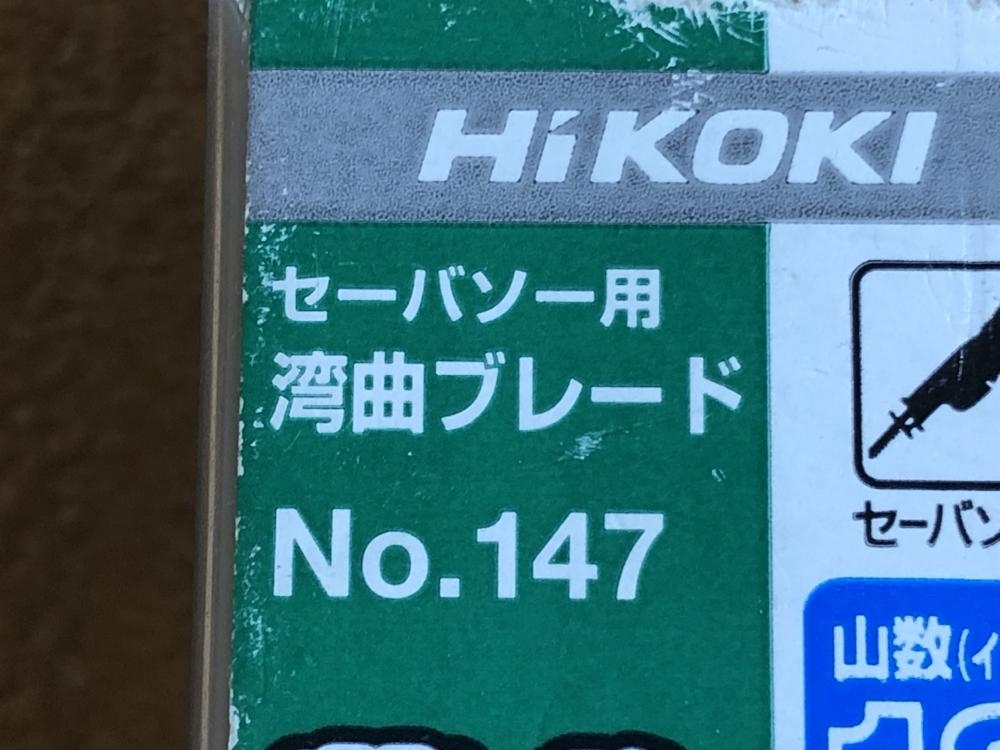 HiKOKI
セーバソー用
湾曲ブレード
No.147
セーバソ
山数(イ